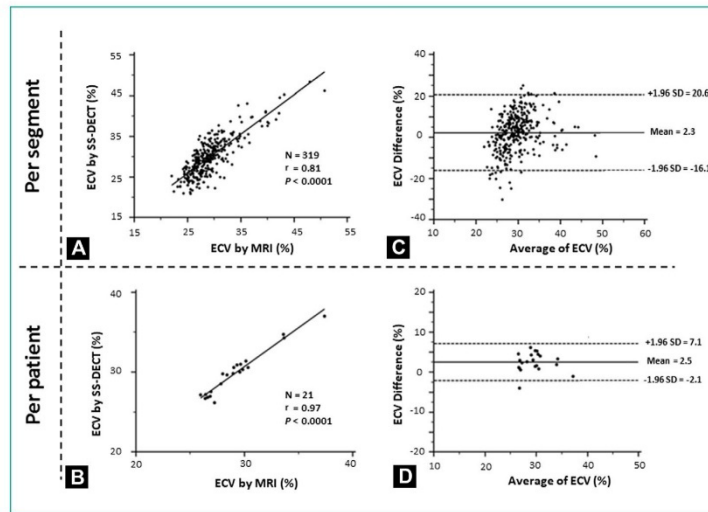 Per segment
55
45
35
25
15
ECV by SS-DECT (%)
N = 319
r = 0.81
P < 0.0001
15 25 35 45 55
ECV by MRI (%)
A
40
20
0
-20
-40
ECV Difference (%)
+1.96 SD = 20.6
Mean = 2.3
-1.96 SD = -16.1
10 20 30 40 50 60
Average of ECV (%)
C
Per patient
40
30
20
ECV by SS-DECT (%)
N = 21
r = 0.97
P < 0.0001
20 30 40
ECV by MRI (%)
B
20
10
0
-10
-20
ECV Difference (%)
+1.96 SD = 7.1
Mean = 2.5
-1.96 SD = -2.1
10 20 30 40 50
Average of ECV (%)
D